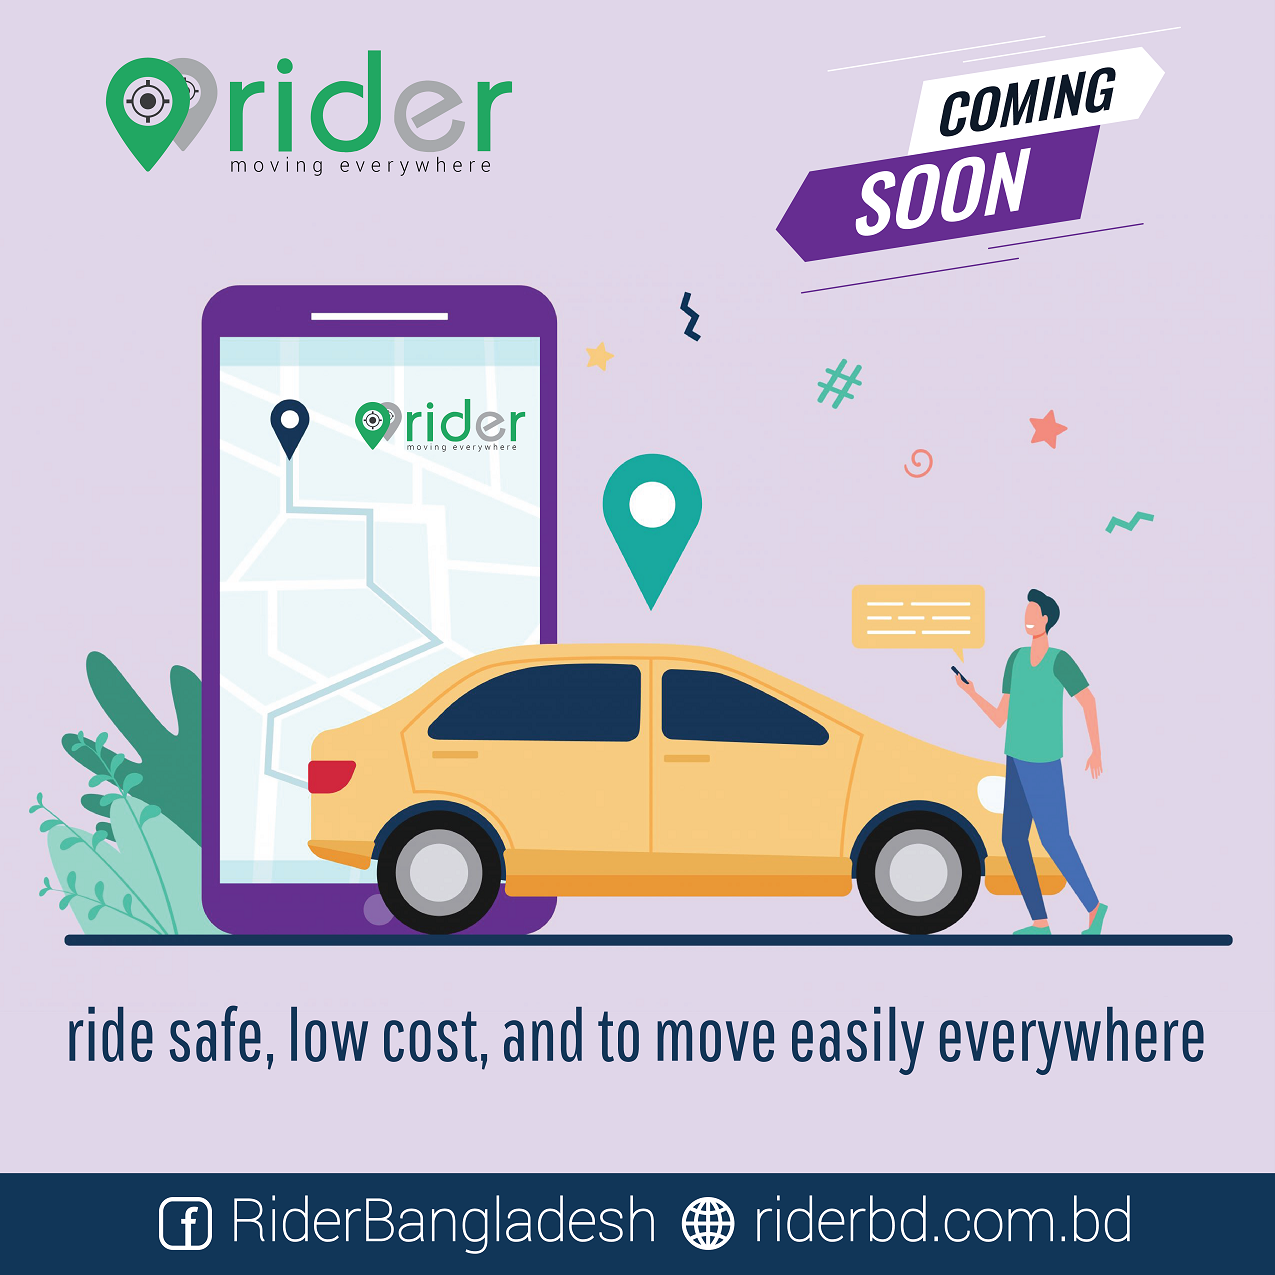 rider
moving everywhere
COMING
SOON
rider
moving everywhere
ride safe, low cost, and to move easily everywhere
RiderBangladesh riderbd.com.bd